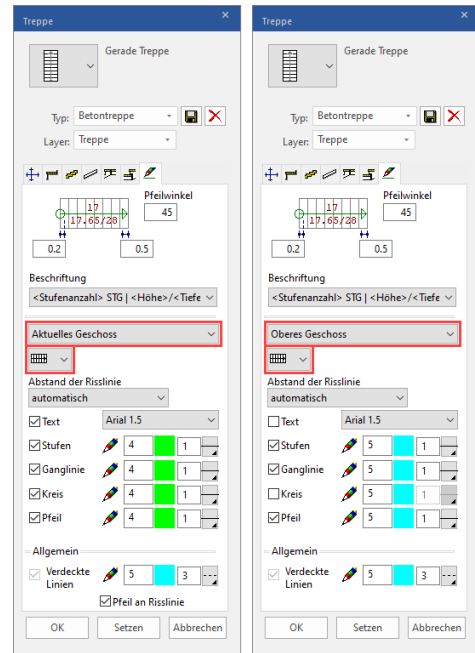 Treppe ×
Gerade Treppe
Typ: Betontreppe
Layer: Treppe
Pfeilwinkel
17
17.65/28
45
0.2 0.5
Beschriftung
<Stufenanzahl> STG | <Höhe>/<Tiefe
Aktuelles Geschoss
Abstand der Risslinie
automatisch
Text Arial 1.5
Stufen 4 1
Ganglinie 4 1
Kreis 4 1
Pfeil 4 1
Allgemein
Verdeckte
Linien 5 3
Pfeil an Risslinie
OK Setzen Abbrechen
Treppe ×
Gerade Treppe
Typ: Betontreppe
Layer: Treppe
Pfeilwinkel
17
17.65/28
45
0.2 0.5
Beschriftung
<Stufenanzahl> STG | <Höhe>/<Tiefe
Oberes Geschoss
Abstand der Risslinie
automatisch
Text Arial 1.5
Stufen 5 1
Ganglinie 5 1
Kreis 5 1
Pfeil 5 1
Allgemein
Verdeckte
Linien 5 3
OK Setzen Abbrechen